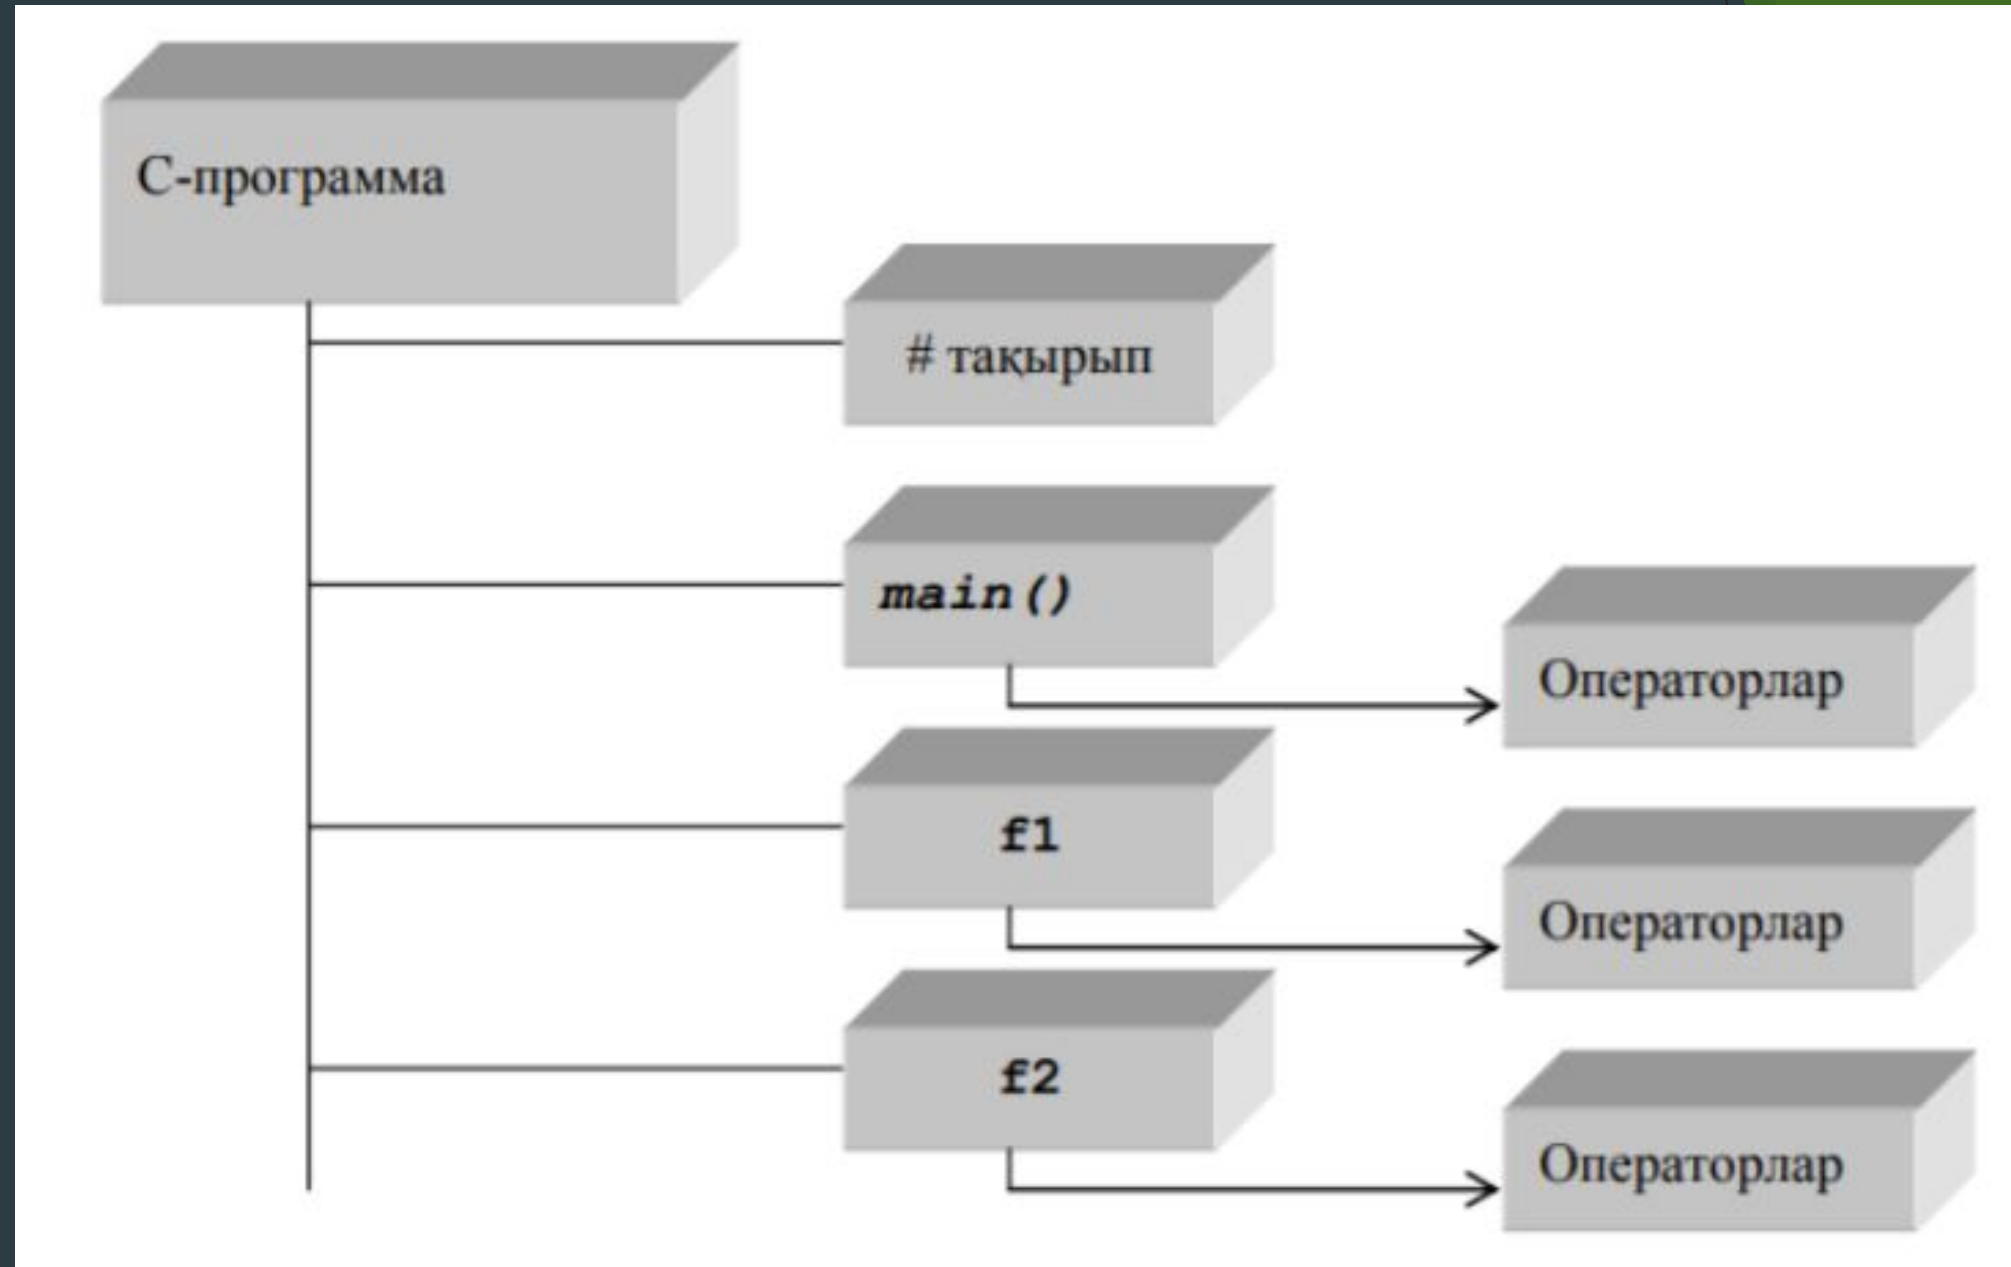 С-программа
# тақырып
main()
Операторлар
f1
Операторлар
f2
Операторлар